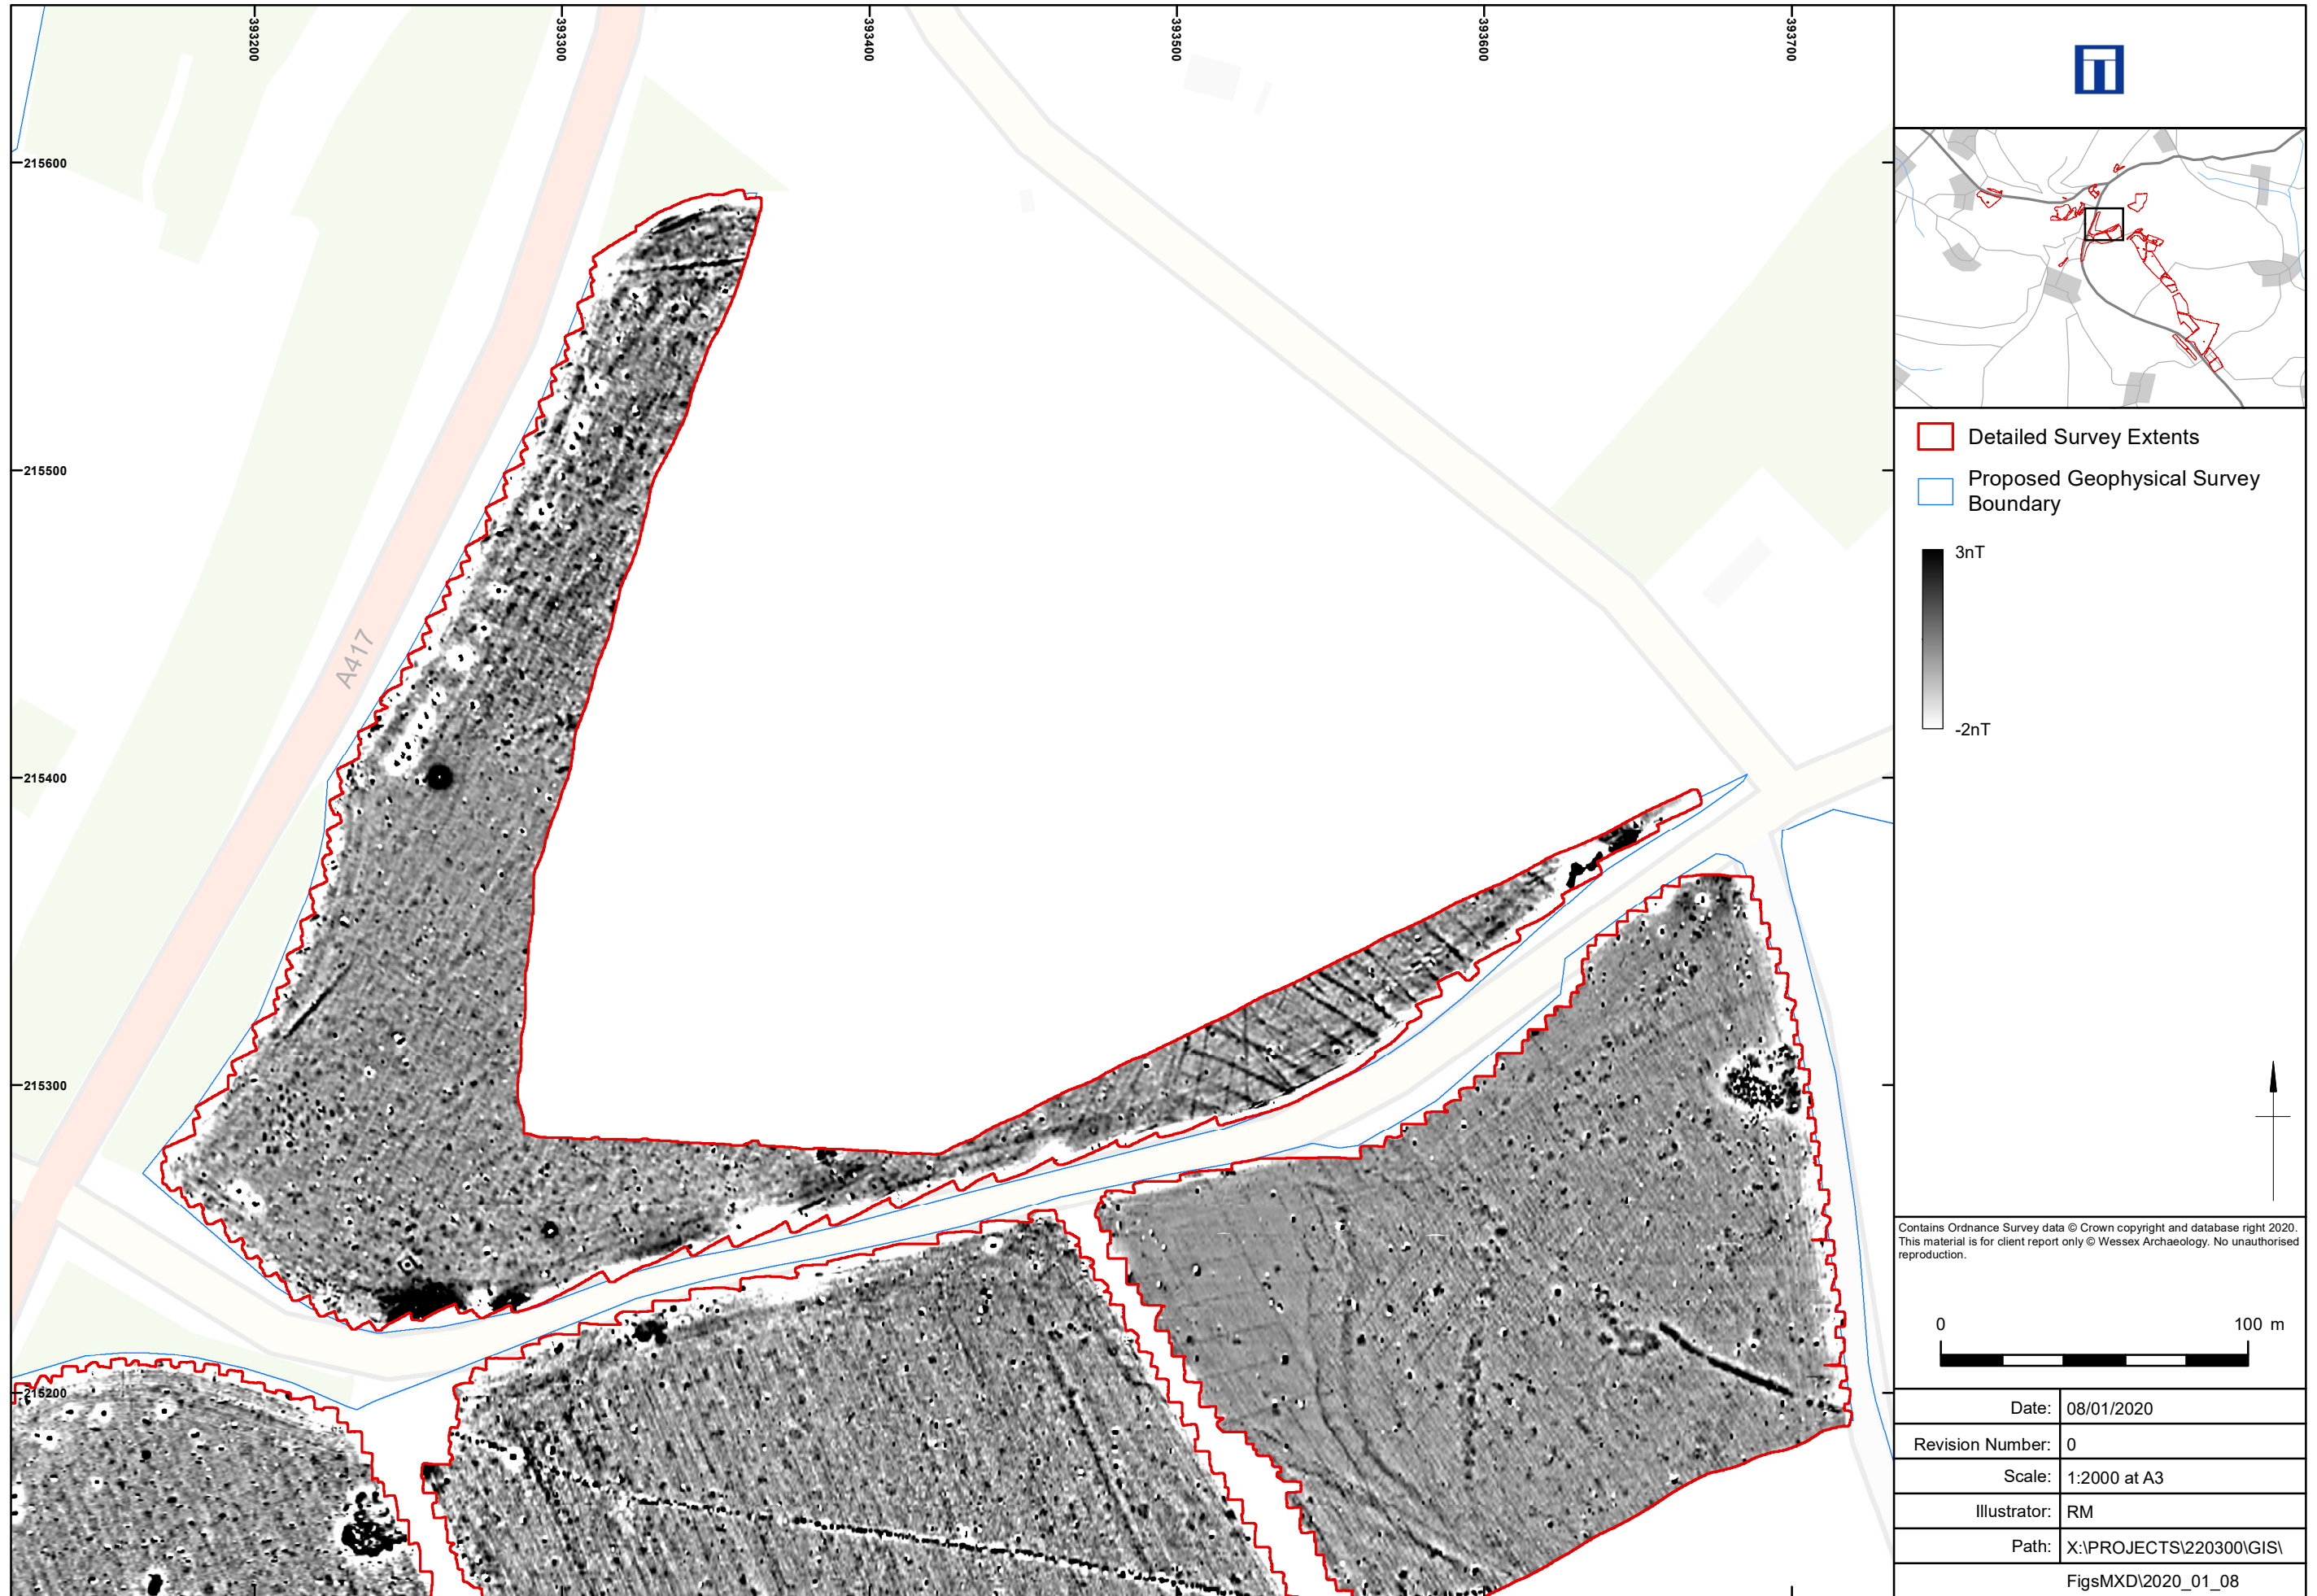 393200
393300
393400
393500
393600
393700
215600
215500
215400
215300
215200
A417
Detailed Survey Extents
Proposed Geophysical Survey
Boundary
3nT
-2nT
Contains Ordnance Survey data © Crown copyright and database right 2020.
This material is for client report only © Wessex Archaeology. No unauthorised
reproduction.
0 100 m
Date: 08/01/2020
Revision Number: 0
Scale: 1:2000 at A3
Illustrator: RM
Path: X:\PROJECTS\220300\GIS\
FigsMXD\2020_01_08